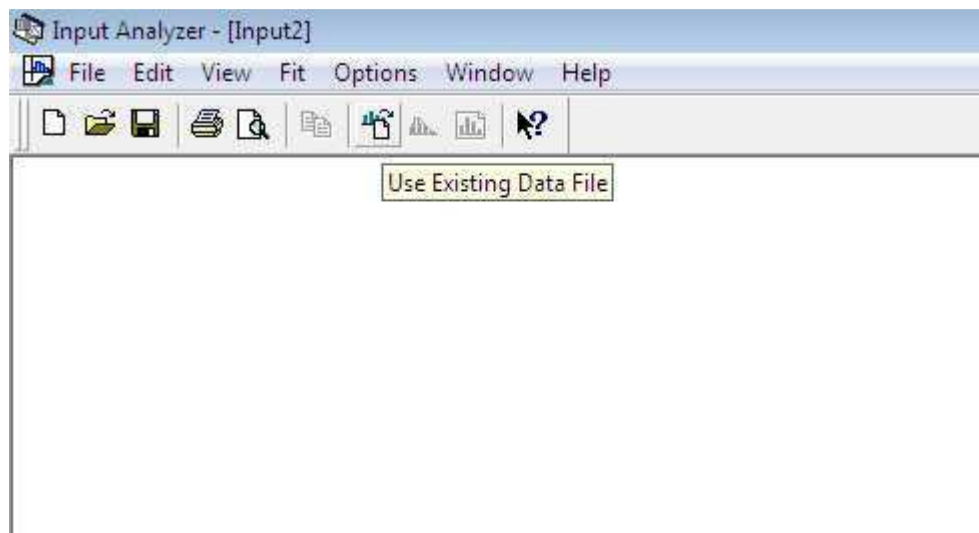 Input Analyzer - [Input2]
File Edit View Fit Options Window Help
Use Existing Data File